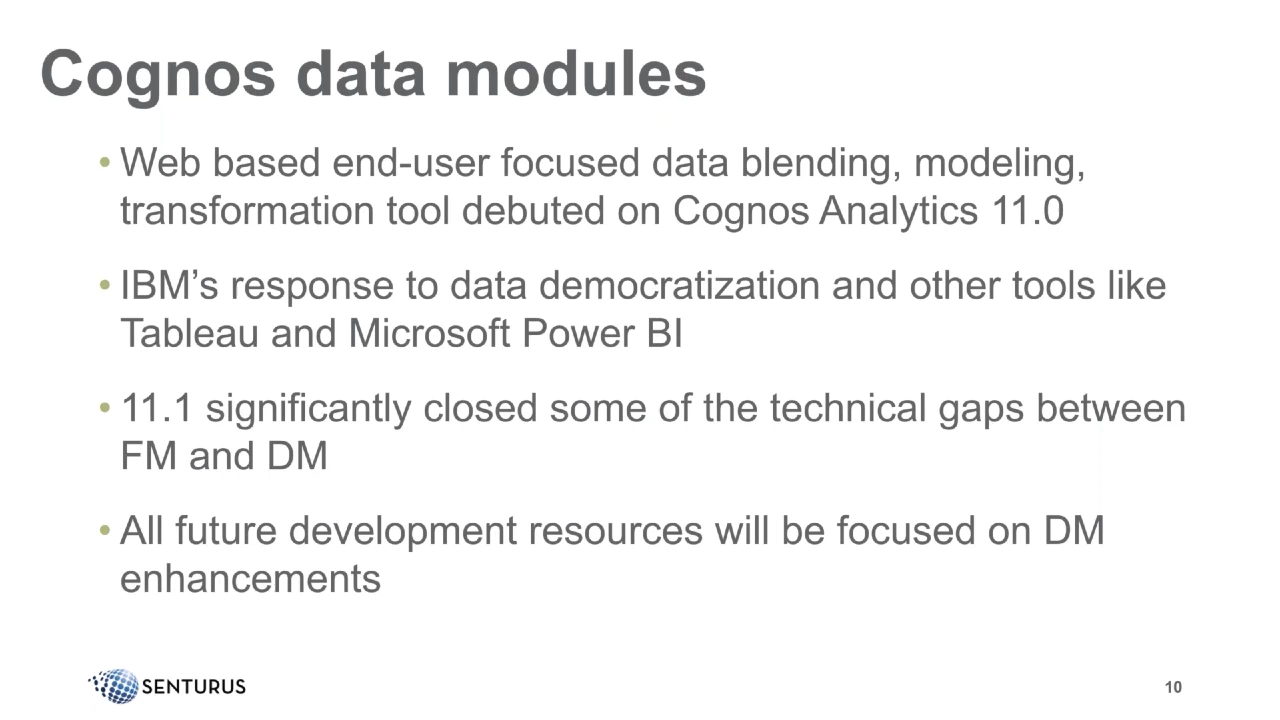 Cognos data modules
• Web based end-user focused data blending, modeling,
transformation tool debuted on Cognos Analytics 11.0
• IBM’s response to data democratization and other tools like
Tableau and Microsoft Power BI
• 11.1 significantly closed some of the technical gaps between
FM and DM
• All future development resources will be focused on DM
enhancements
SENTURUS
10